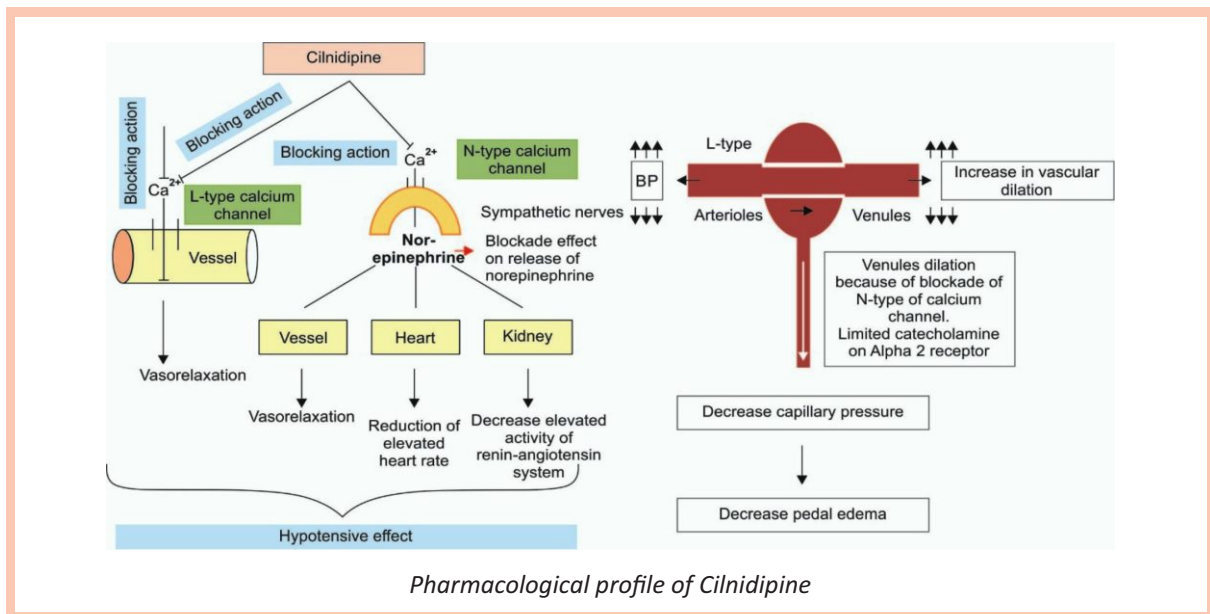 Cilnidipine
Blocking action
Blocking action
Ca2+
L-type calcium
channel
Vessel
Vasorelaxation
Blocking action
Ca2+
N-type calcium
channel
Sympathetic nerves
Nor-
epinephrine
Blockade effect
on release of
norepinephrine
Vessel
Heart
Kidney
Vasorelaxation
Reduction of
elevated
heart rate
Decrease elevated
activity of
renin-angiotensin
system
Hypotensive effect
L-type
BP
Arterioles
Venules
Increase in vascular
dilation
Venules dilation
because of blockade of
N-type of calcium
channel.
Limited catecholamine
on Alpha 2 receptor
Decrease capillary pressure
Decrease pedal edema
Pharmacological profile of Cilnidipine